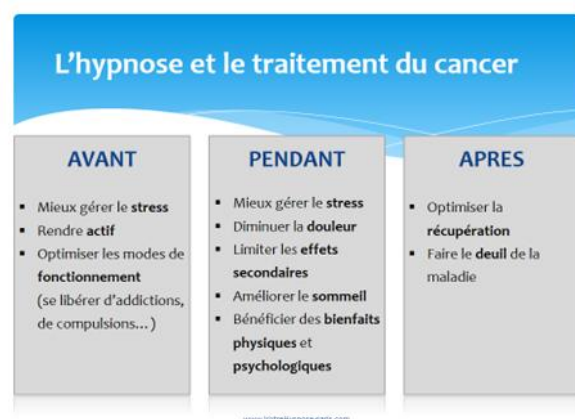 L'hypnose et le traitement du cancer
AVANT
▪ Mieux gérer le stress
▪ Rendre actif
▪ Optimiser les modes de
fonctionnement
(se libérer d'addictions,
de compulsions…)
PENDANT
▪ Mieux gérer le stress
▪ Diminuer la douleur
▪ Limiter les effets
secondaires
▪ Améliorer le sommeil
▪ Bénéficier des bienfaits
physiques et
psychologiques
APRES
▪ Optimiser la
récupération
▪ Faire le deuil de la
maladie